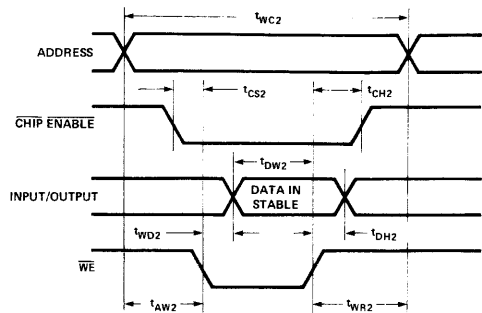 tWC2
ADDRESS
tCS2
tCH2
CHIP ENABLE
tDW2
INPUT/OUTPUT
DATA IN
STABLE
tWD2
tDH2
WE
tAW2
tWR2